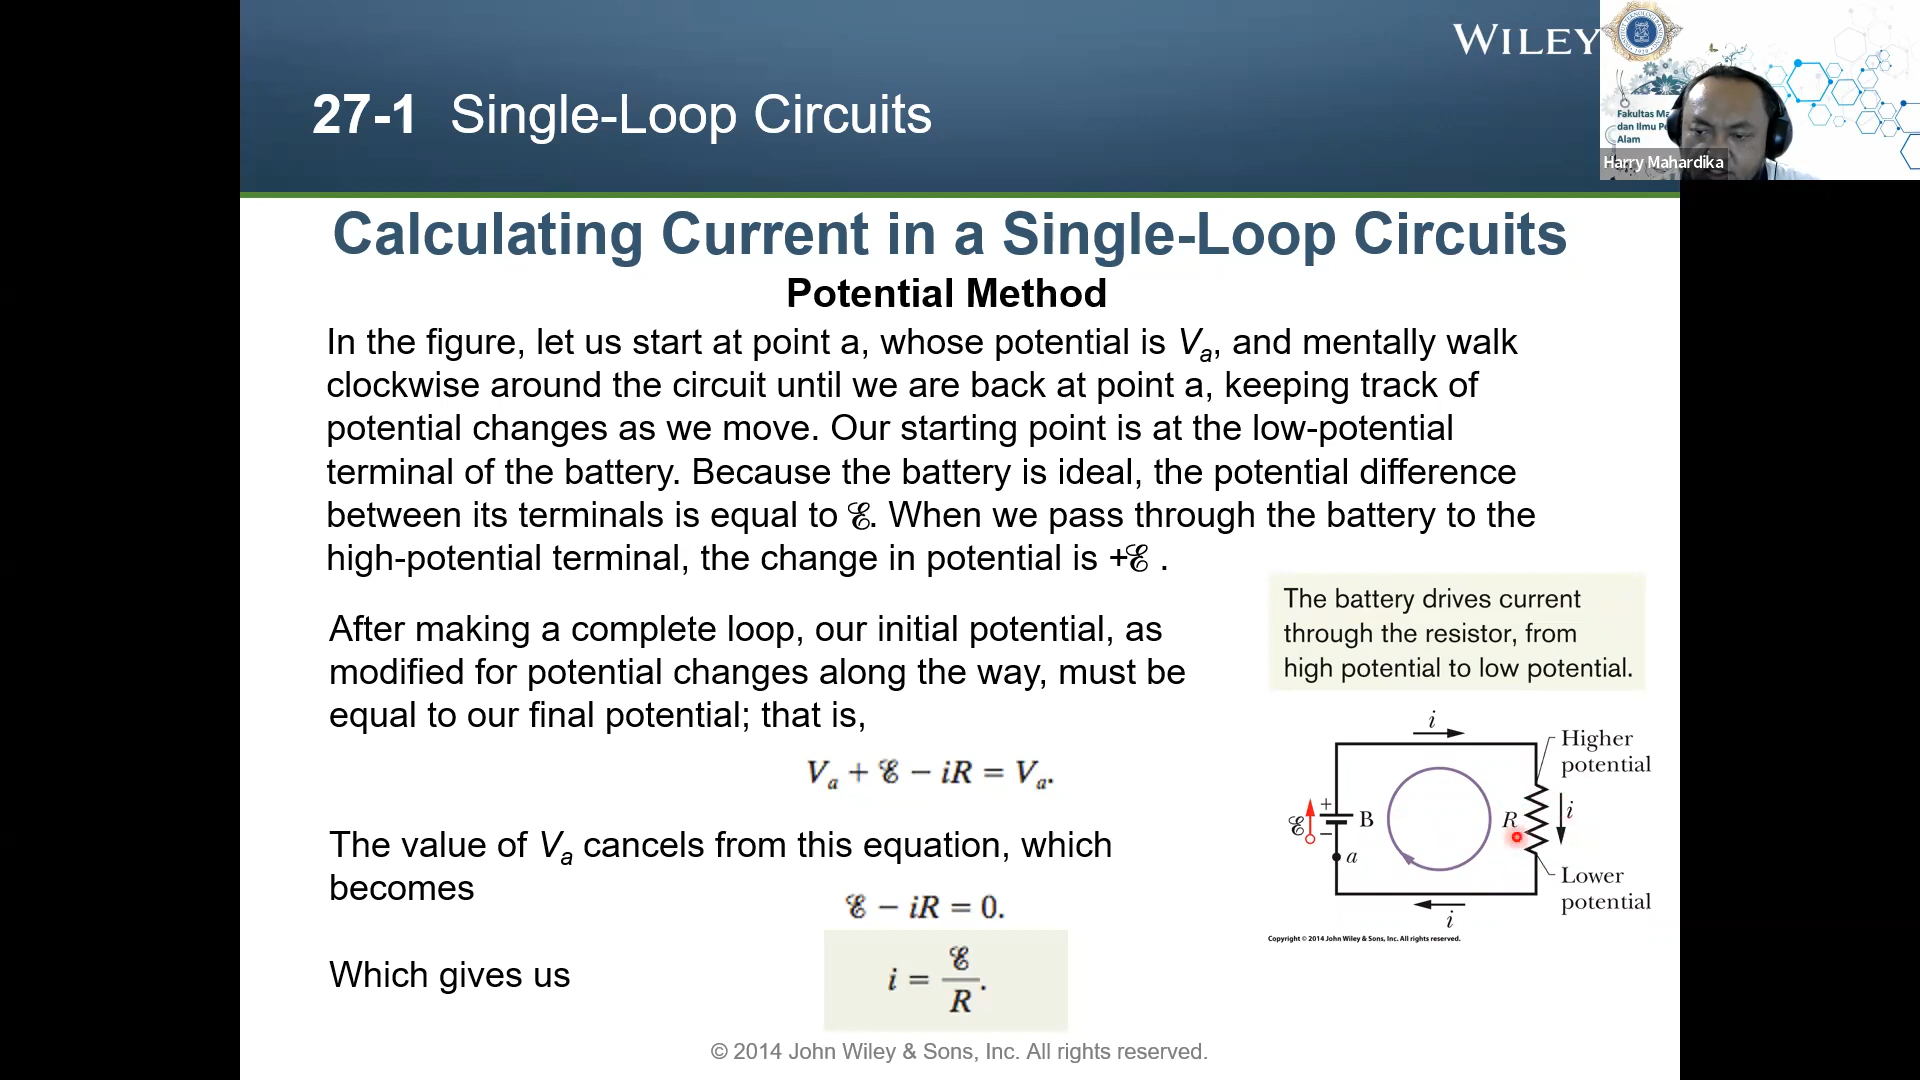 WILEY
27-1 Single-Loop Circuits
Fakultas Ma
dan Ilmu Pe
Alam
Harry Mahardika
Calculating Current in a Single-Loop Circuits
Potential Method
In the figure, let us start at point a, whose potential is Va, and mentally walk
clockwise around the circuit until we are back at point a, keeping track of
potential changes as we move. Our starting point is at the low-potential
terminal of the battery. Because the battery is ideal, the potential difference
between its terminals is equal to ℰ. When we pass through the battery to the
high-potential terminal, the change in potential is +ℰ .
After making a complete loop, our initial potential, as
modified for potential changes along the way, must be
equal to our final potential; that is,
Va + ℰ − iR = Va.
The value of Va cancels from this equation, which
becomes
ℰ − iR = 0.
Which gives us
i = ℰ/R.
The battery drives current
through the resistor, from
high potential to low potential.
i
Higher
potential
+
ℰ
B
R
i
−
a
Lower
potential
i
Copyright © 2014 John Wiley & Sons, Inc. All rights reserved.
© 2014 John Wiley & Sons, Inc. All rights reserved.